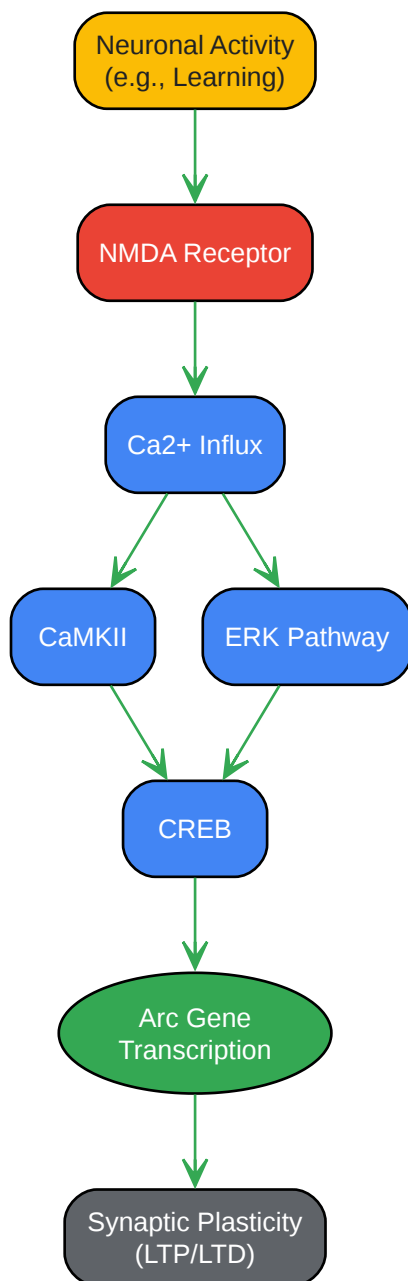 Neuronal Activity
(e.g., Learning)
NMDA Receptor
Ca2+ Influx
CaMKII
ERK Pathway
CREB
Arc Gene
Transcription
Synaptic Plasticity
(LTP/LTD)